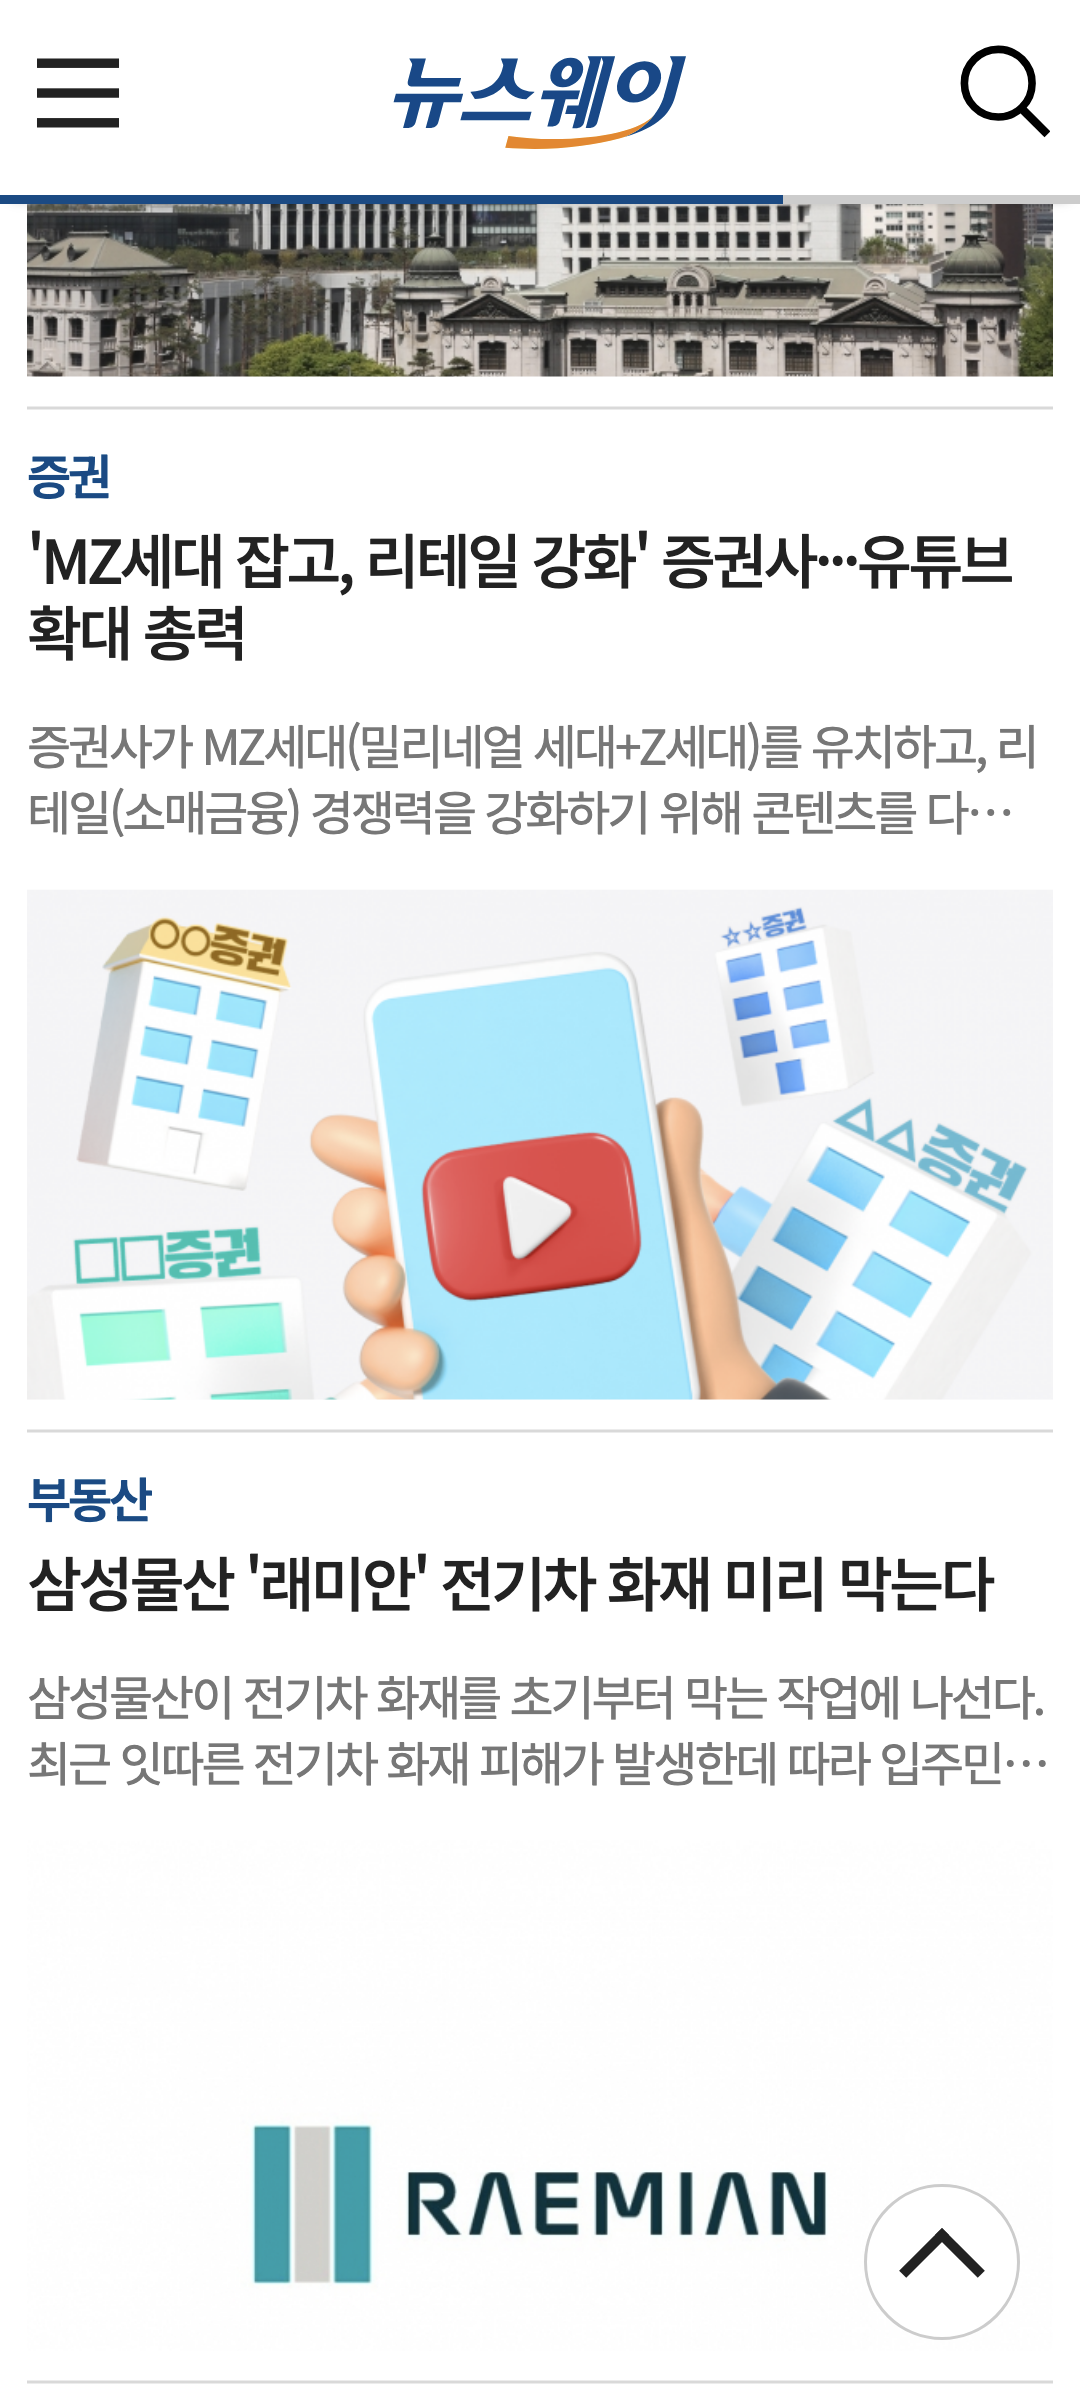 뉴스웨이
증권
'MZ세대 잡고, 리테일 강화' 증권사···유튜브
확대 총력
증권사가 MZ세대(밀리네얼 세대+Z세대)를 유치하고, 리
테일(소매금융) 경쟁력을 강화하기 위해 콘텐츠를 다···
○○증권
☆☆증권
△△증권
□□증권
부동산
삼성물산 '래미안' 전기차 화재 미리 막는다
삼성물산이 전기차 화재를 초기부터 막는 작업에 나선다.
최근 잇따른 전기차 화재 피해가 발생한데 따라 입주민···
RAEMIAN